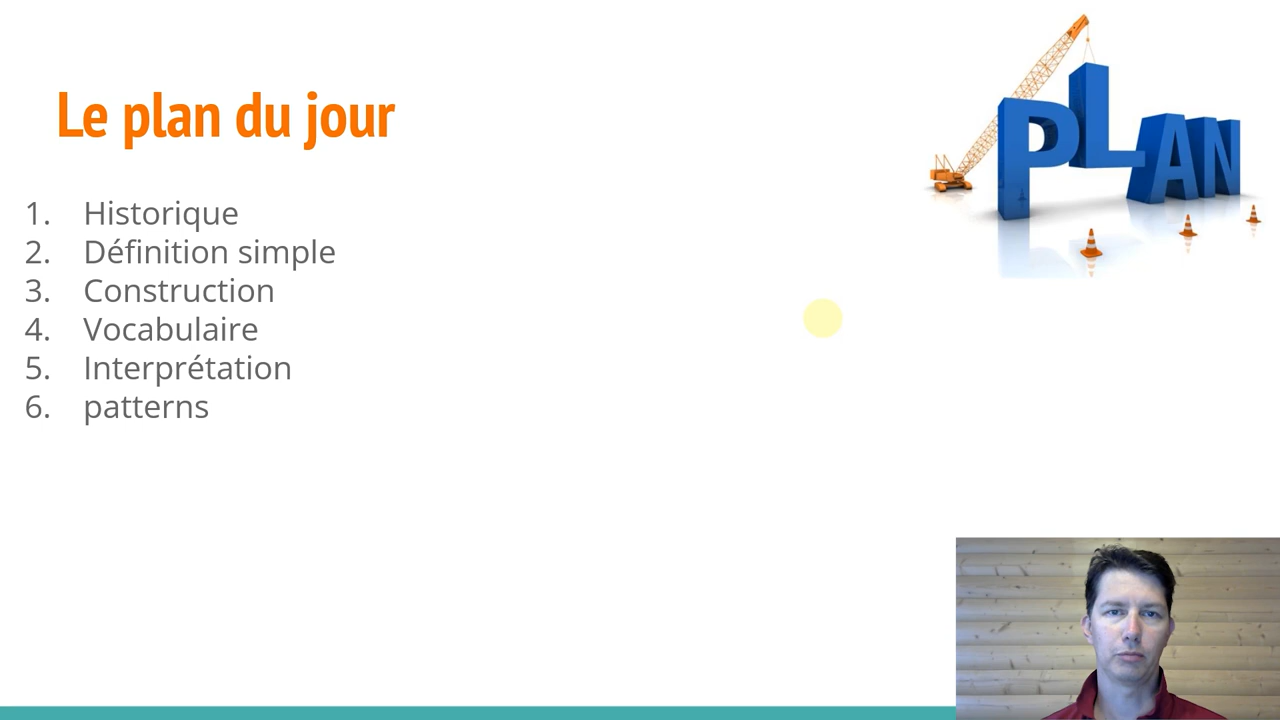 Le plan du jour
PLAN
1. Historique
2. Définition simple
3. Construction
4. Vocabulaire
5. Interprétation
6. patterns